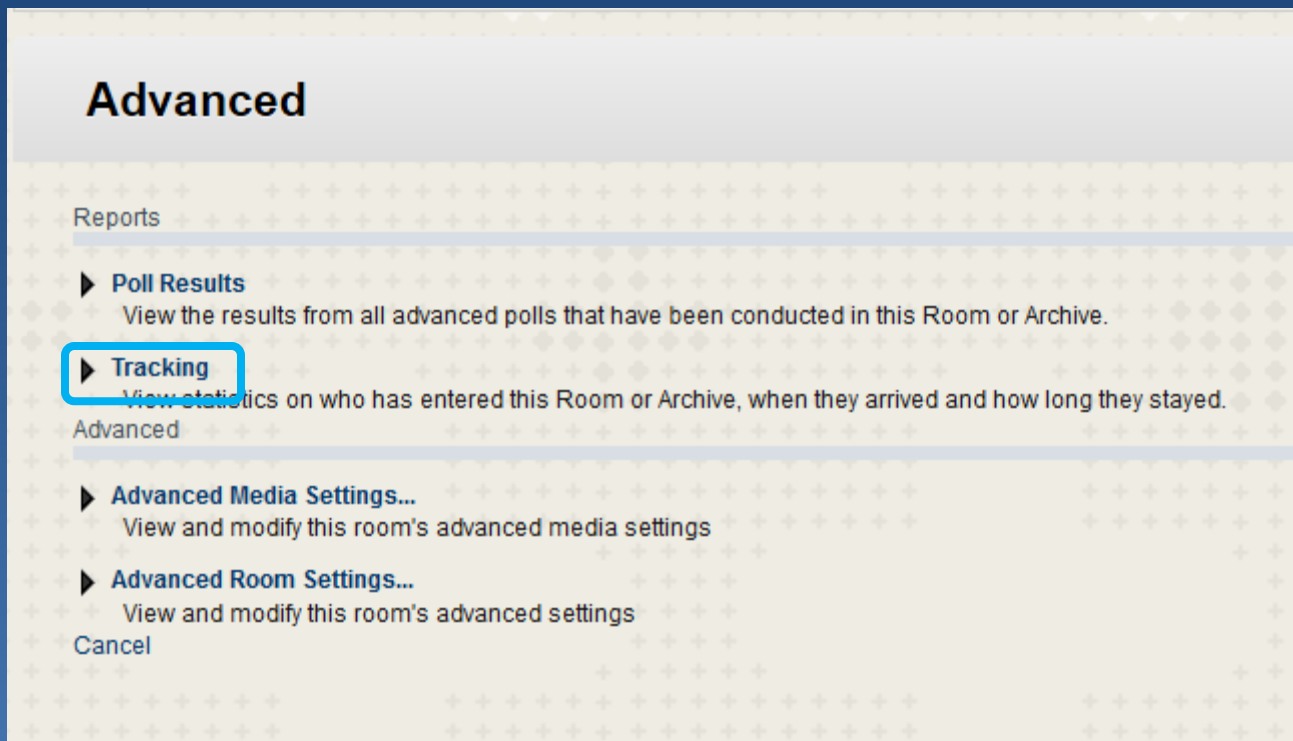 Advanced
Reports
Poll Results
View the results from all advanced polls that have been conducted in this Room or Archive.
Tracking
View statistics on who has entered this Room or Archive, when they arrived and how long they stayed.
Advanced
Advanced Media Settings...
View and modify this room's advanced media settings
Advanced Room Settings...
View and modify this room's advanced settings
Cancel